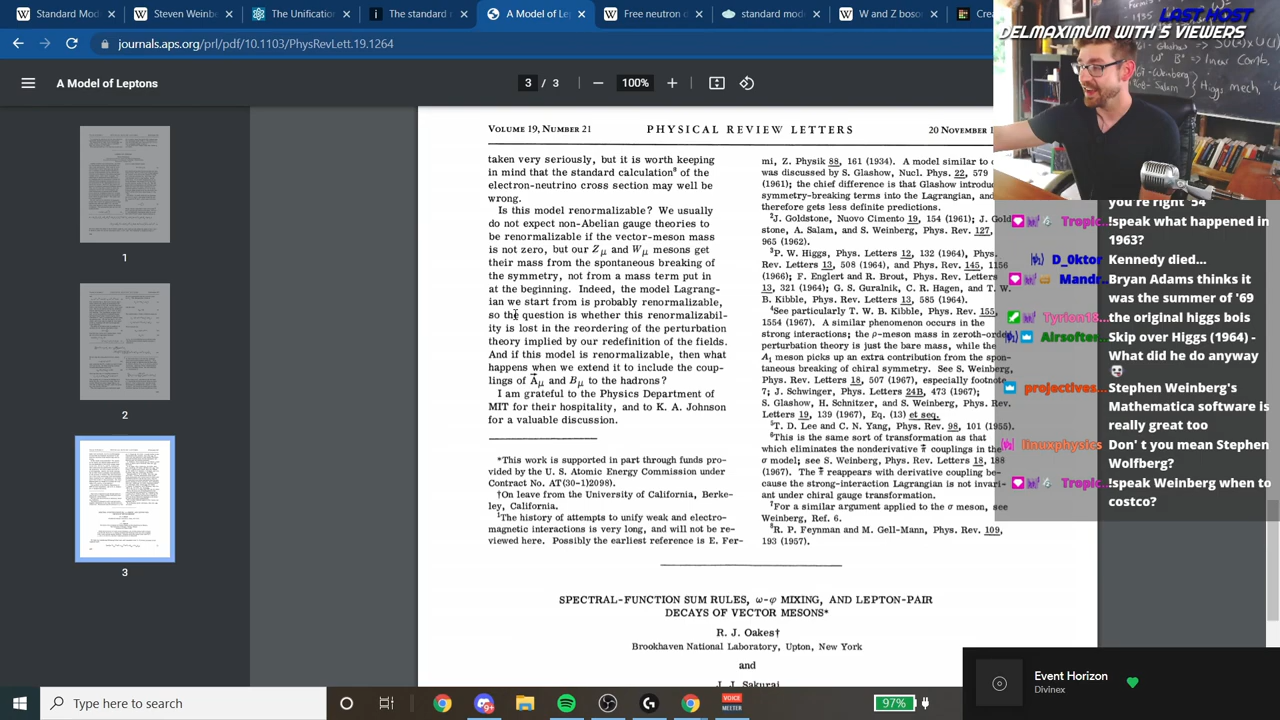 Wikipe
Steven Weinbe
The Unification
The standard r
A Model of Le
Free neutron d
standard mode
W and Z boson
Cre
journals.aps.org/prl/pdf/10.1103/PhysRevLett.19.1264
A Model of Leptons
3 / 3
100%
1
2
3
VOLUME 19, NUMBER 21
PHYSICAL REVIEW LETTERS
20 NOVEMBER 1
taken very seriously, but it is worth keeping
in mind that the standard calculation⁸ of the
electron-neutrino cross section may well be
wrong.
Is this model renormalizable? We usually
do not expect non-Abelian gauge theories to
be renormalizable if the vector-meson mass
is not zero, but our Zμ and Wμ mesons get
their mass from the spontaneous breaking of
the symmetry, not from a mass term put in
at the beginning. Indeed, the model Lagrang-
ian we start from is probably renormalizable,
so the question is whether this renormalizabil-
ity is lost in the reordering of the perturbation
theory implied by our redefinition of the fields.
And if this model is renormalizable, then what
happens when we extend it to include the coup-
lings of A⃗μ and Bμ to the hadrons?
I am grateful to the Physics Department of
MIT for their hospitality, and to K. A. Johnson
for a valuable discussion.
*This work is supported in part through funds pro-
vided by the U. S. Atomic Energy Commission under
Contract No. AT(30-1)2098).
†On leave from the University of California, Berke-
ley, California.
¹The history of attempts to unify weak and electro-
magnetic interactions is very long, and will not be re-
viewed here. Possibly the earliest reference is E. Fer-
mi, Z. Physik 88, 161 (1934). A model similar to o
was discussed by S. Glashow, Nucl. Phys. 22, 579
(1961); the chief difference is that Glashow introdu
symmetry-breaking terms into the Lagrangian, and
therefore gets less definite predictions.
²J. Goldstone, Nuovo Cimento 19, 154 (1961); J. Gold
stone, A. Salam, and S. Weinberg, Phys. Rev. 127,
965 (1962).
³P. W. Higgs, Phys. Letters 12, 132 (1964), Phys.
Rev. Letters 13, 508 (1964), and Phys. Rev. 145, 1156
(1966); F. Englert and R. Brout, Phys. Rev. Letters
13, 321 (1964); G. S. Guralnik, C. R. Hagen, and T. W.
B. Kibble, Phys. Rev. Letters 13, 585 (1964).
⁴See particularly T. W. B. Kibble, Phys. Rev. 155,
1554 (1967). A similar phenomenon occurs in the
strong interactions; the ρ-meson mass in zeroth-orde
perturbation theory is just the bare mass, while the
A₁ meson picks up an extra contribution from the spon-
taneous breaking of chiral symmetry. See S. Weinberg,
Phys. Rev. Letters 18, 507 (1967), especially footnote
7; J. Schwinger, Phys. Letters 24B, 473 (1967);
S. Glashow, H. Schnitzer, and S. Weinberg, Phys. Rev.
Letters 19, 139 (1967), Eq. (13) et seq.
⁵T. D. Lee and C. N. Yang, Phys. Rev. 98, 101 (1955).
⁶This is the same sort of transformation as that
which eliminates the nonderivative π⃗ couplings in the
σ model; see S. Weinberg, Phys. Rev. Letters 18, 188
(1967). The π⃗ reappears with derivative coupling be-
cause the strong-interaction Lagrangian is not invari-
ant under chiral gauge transformation.
⁷For a similar argument applied to the σ meson, see
Weinberg, Ref. 6.
⁸R. P. Feynman and M. Gell-Mann, Phys. Rev. 109,
193 (1957).
SPECTRAL-FUNCTION SUM RULES, ω-φ MIXING, AND LEPTON-PAIR
DECAYS OF VECTOR MESONS*
R. J. Oakes†
Brookhaven National Laboratory, Upton, New York
and
J. J. Sakurai
LAST HOST
DELMAXIMUM WITH 5 VIEWERS
Higgs mech.
you're right '54
Tropic... !speak what happened in
1963?
D_0ktor Kennedy died...
Mandr... Bryan Adams thinks it
was the summer of '69
Tyrion18... the original higgs bois
Airsofter... Skip over Higgs (1964) -
What did he do anyway
projectives... Stephen Weinberg's
Mathematica software is
really great too
linuxphysics Don' t you mean Stephen
Wolfberg?
Tropic... !speak Weinberg when to
costco?
Event Horizon
Divinex
Type here to search
VOICE
MEETER
97%